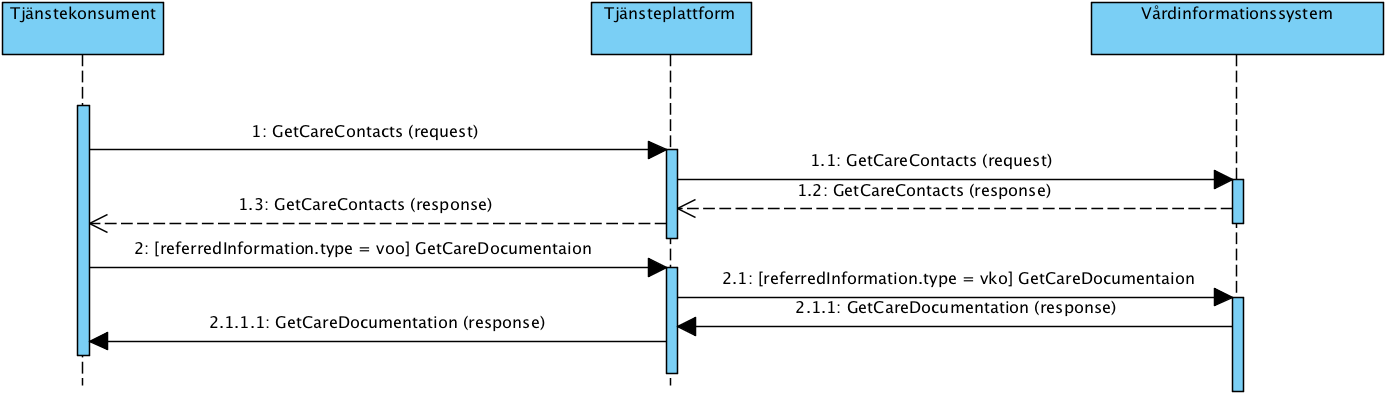 Tjänstekonsument
Tjänsteplattform
Vårdinformationssystem
1: GetCareContacts (request)
1.1: GetCareContacts (request)
1.2: GetCareContacts (response)
1.3: GetCareContacts (response)
2: [referredInformation.type = voo] GetCareDocumentaion
2.1: [referredInformation.type = vko] GetCareDocumentaion
2.1.1: GetCareDocumentation (response)
2.1.1.1: GetCareDocumentation (response)